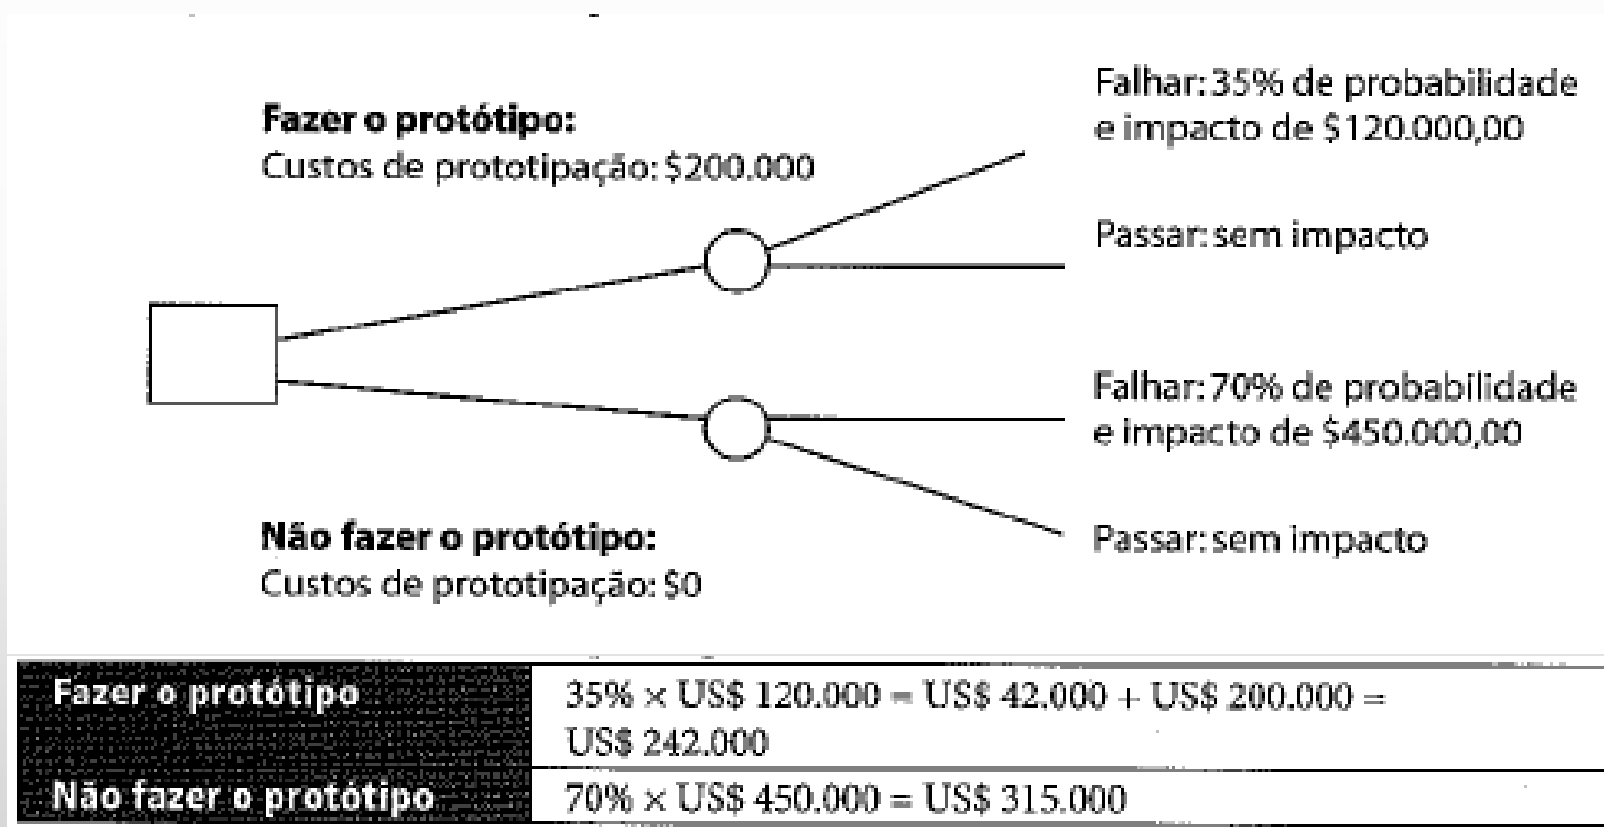 Fazer o protótipo:
Custos de prototipação: $200.000
Falhar: 35% de probabilidade
e impacto de $120.000,00
Passar: sem impacto
Falhar: 70% de probabilidade
e impacto de $450.000,00
Passar: sem impacto
Não fazer o protótipo:
Custos de prototipação: $0
Fazer o protótipo
35% × US$ 120.000 = US$ 42.000 + US$ 200.000 =
US$ 242.000
Não fazer o protótipo
70% × US$ 450.000 = US$ 315.000